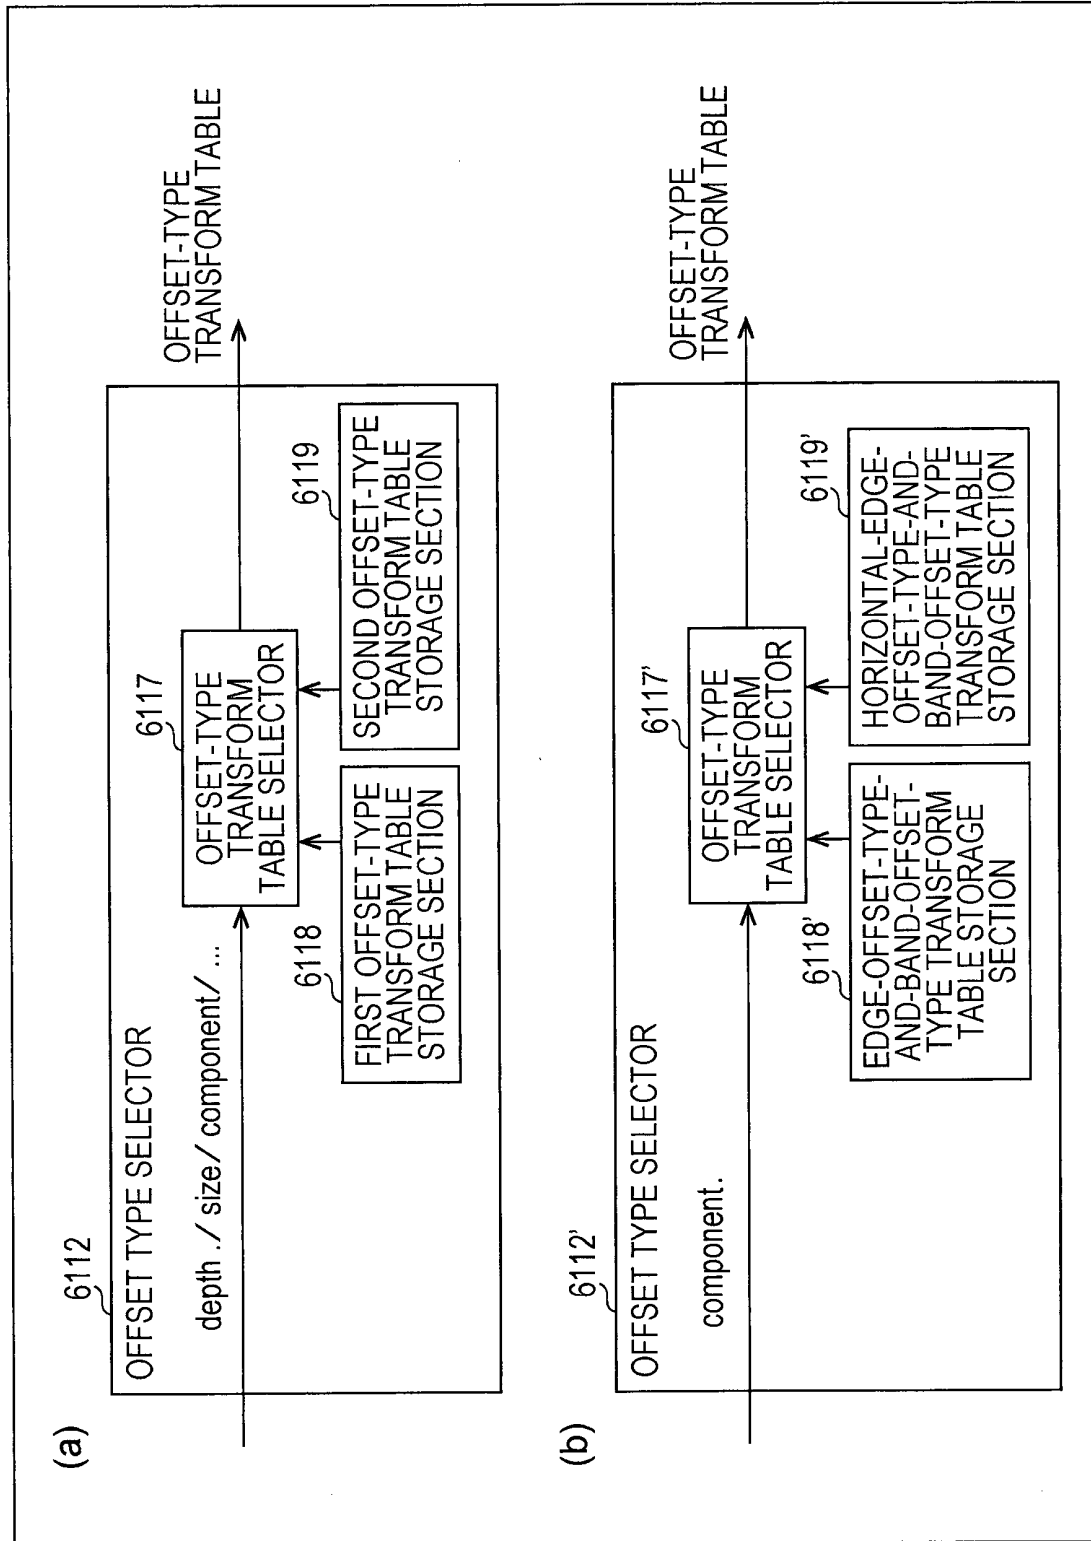 (a)
6112
OFFSET TYPE SELECTOR
depth ./ size/ component/ ...
6117
OFFSET-TYPE
TRANSFORM
TABLE SELECTOR
OFFSET-TYPE
TRANSFORM TABLE
6118
FIRST OFFSET-TYPE
TRANSFORM TABLE
STORAGE SECTION
6119
SECOND OFFSET-TYPE
TRANSFORM TABLE
STORAGE SECTION
(b)
6112'
OFFSET TYPE SELECTOR
component.
6117'
OFFSET-TYPE
TRANSFORM
TABLE SELECTOR
OFFSET-TYPE
TRANSFORM TABLE
6118'
EDGE-OFFSET-TYPE-
AND-BAND-OFFSET-
TYPE TRANSFORM
TABLE STORAGE
SECTION
6119'
HORIZONTAL-EDGE-
OFFSET-TYPE-AND-
BAND-OFFSET-TYPE
TRANSFORM TABLE
STORAGE SECTION